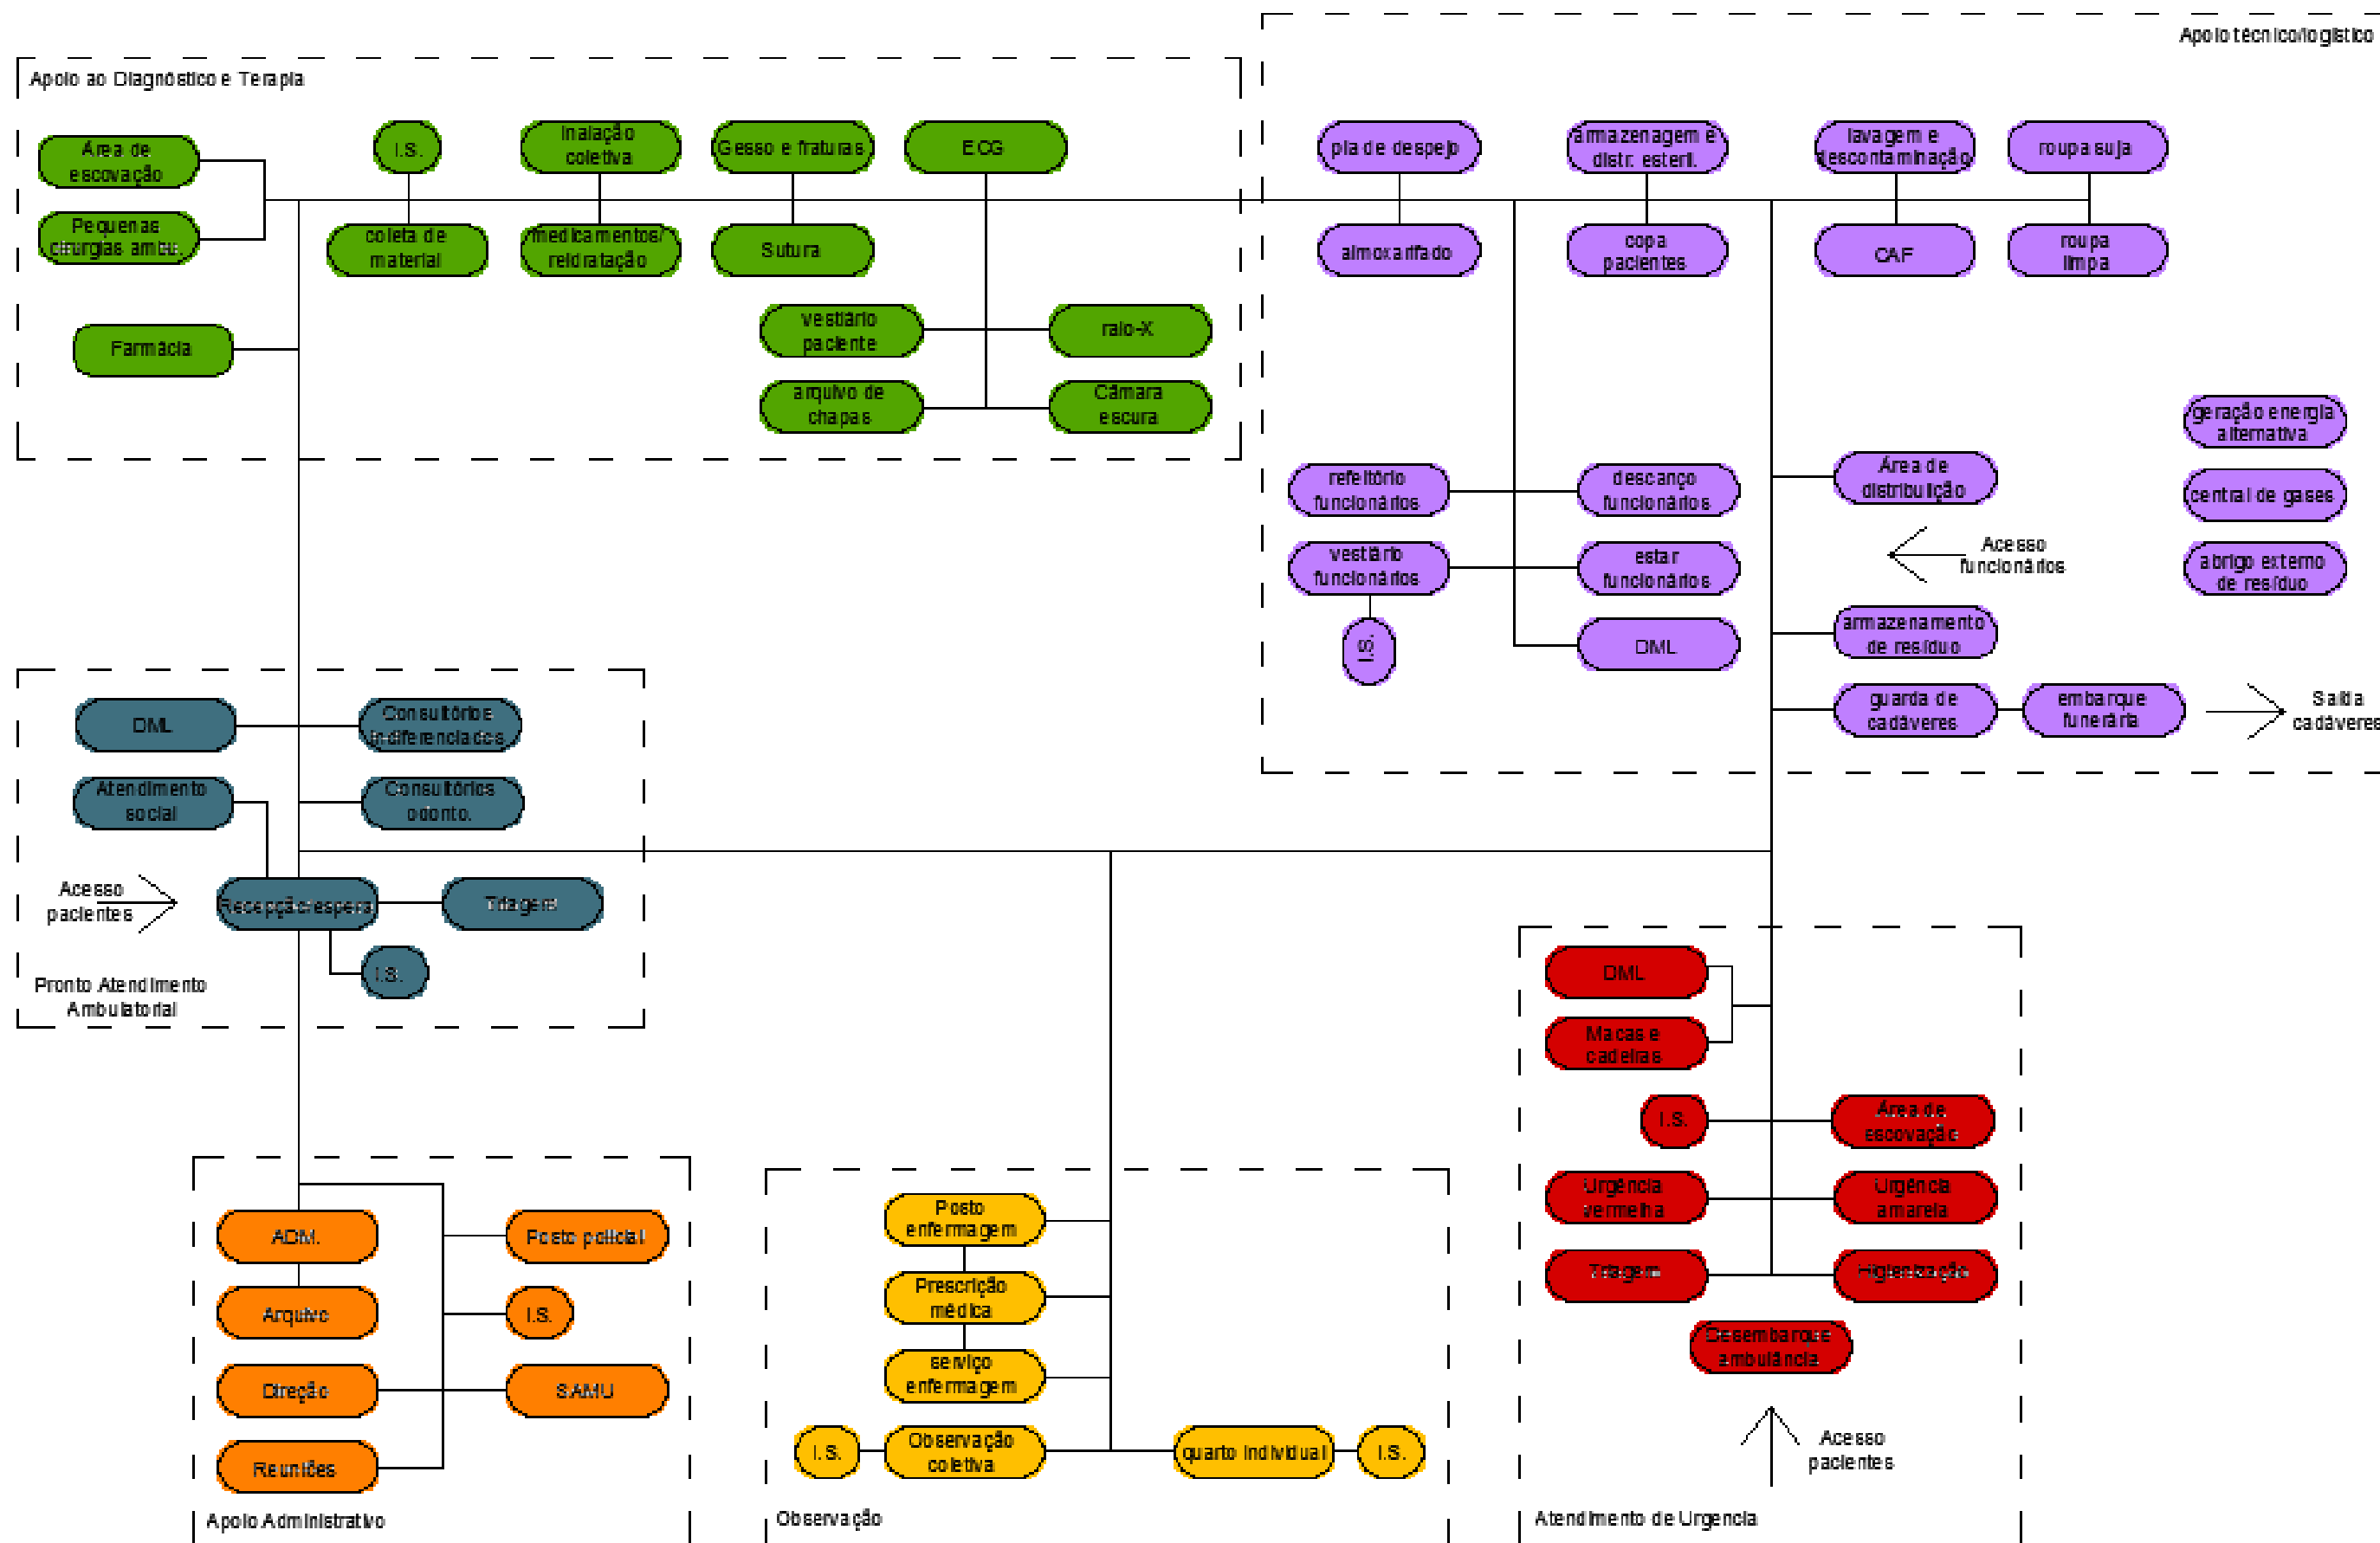 Apoio técnico/logístico
Apoio ao Diagnóstico e Terapia
Área de
escovação
Pequenas
cirurgias ambu.
I.S.
coleta de
material
Inalação
coletiva
medicamentos/
reidratação
Gesso e fraturas
Sutura
ECG
Farmácia
vestiário
paciente
raio-X
arquivo de
chapas
Câmara
escura
pia de despejo
almoxarifado
armazenagem e
distr. esteril.
copa
pacientes
lavagem e
descontaminação
CAF
roupa suja
roupa
limpa
geração energia
alternativa
central de gases
abrigo externo
de resíduo
refeitório
funcionários
descanço
funcionários
vestiário
funcionários
estar
funcionários
I.S.
DML
Área de
distribuição
Acesso
funcionários
armazenamento
de resíduo
guarda de
cadáveres
embarque
funerária
Saída
cadáveres
DML
Consultórios
indiferenciados
Atendimento
social
Consultórios
odonto.
Acesso
pacientes
Recepção/espera
Triagem
I.S.
Pronto Atendimento
Ambulatorial
ADM.
Posto policial
Arquivo
I.S.
Direção
SAMU
Reuniões
Apoio Administrativo
Posto
enfermagem
Prescrição
médica
serviço
enfermagem
I.S.
Observação
coletiva
quarto individual
I.S.
Observação
DML
Macas e
cadeiras
I.S.
Área de
escovação
Urgência
vermelha
Urgência
amarela
Triagem
Higienização
Desembarque
ambulância
Acesso
pacientes
Atendimento de Urgencia